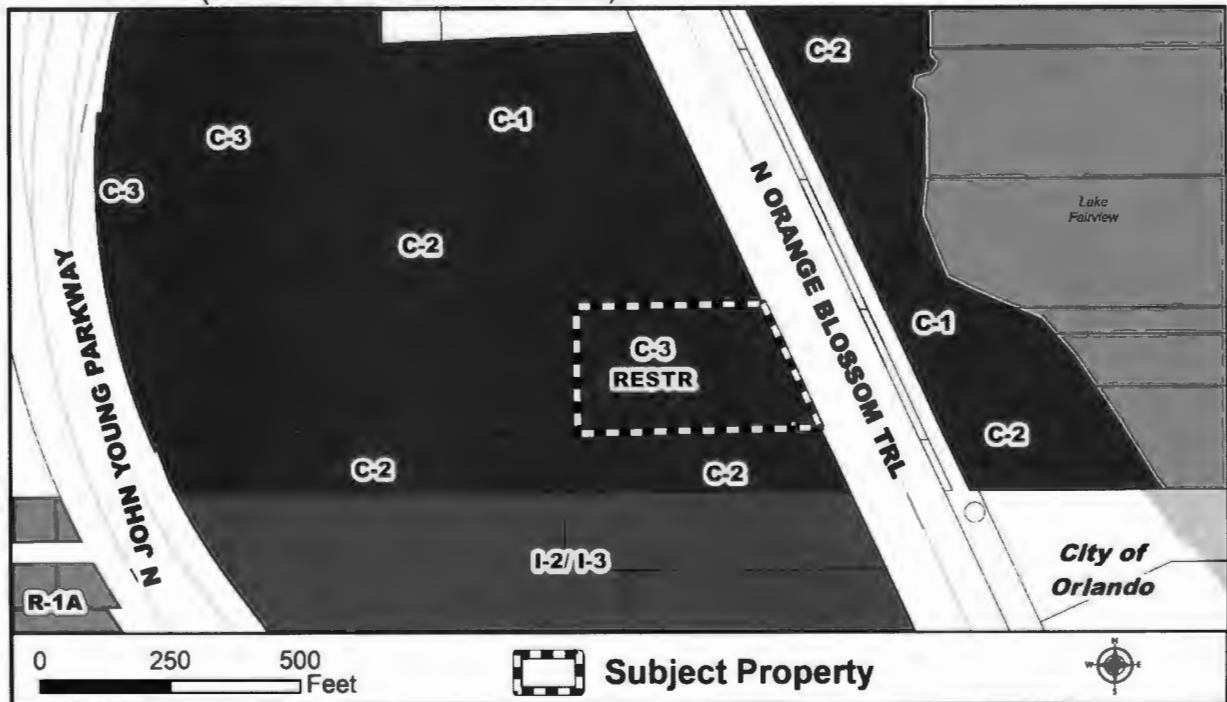 C-2
C-1
C-3
C-3
Lake
Fairview
N ORANGE BLOSSOM TRL
C-2
N JOHN YOUNG PARKWAY
C-1
C-3
RESTR
C-2
C-2
C-2
I-2/ I-3
City of
Orlando
R-1A
0 250 500
Feet
Subject Property
N
W E
S